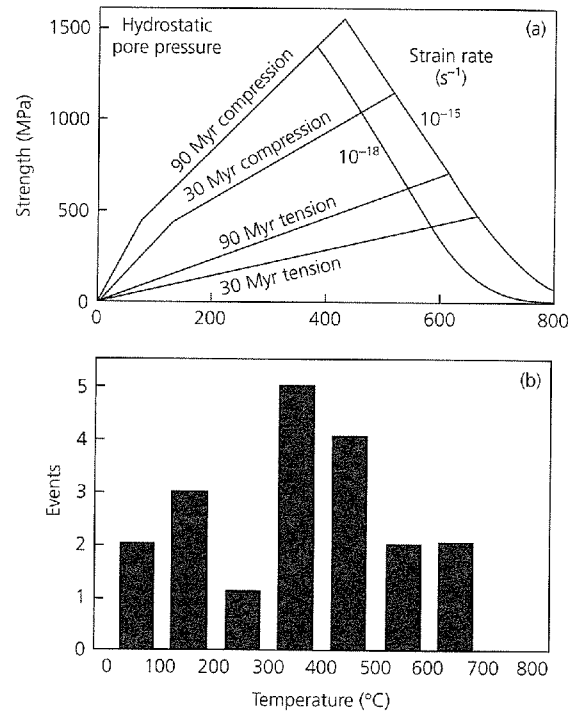 (a)
Hydrostatic
pore pressure
Strain rate
(s⁻¹)
10⁻¹⁵
10⁻¹⁸
90 Myr compression
30 Myr compression
90 Myr tension
30 Myr tension
Strength (MPa)
1500
1000
500
0
0 200 400 600 800
(b)
Events
5
4
3
2
1
0
0 100 200 300 400 500 600 700 800
Temperature (°C)